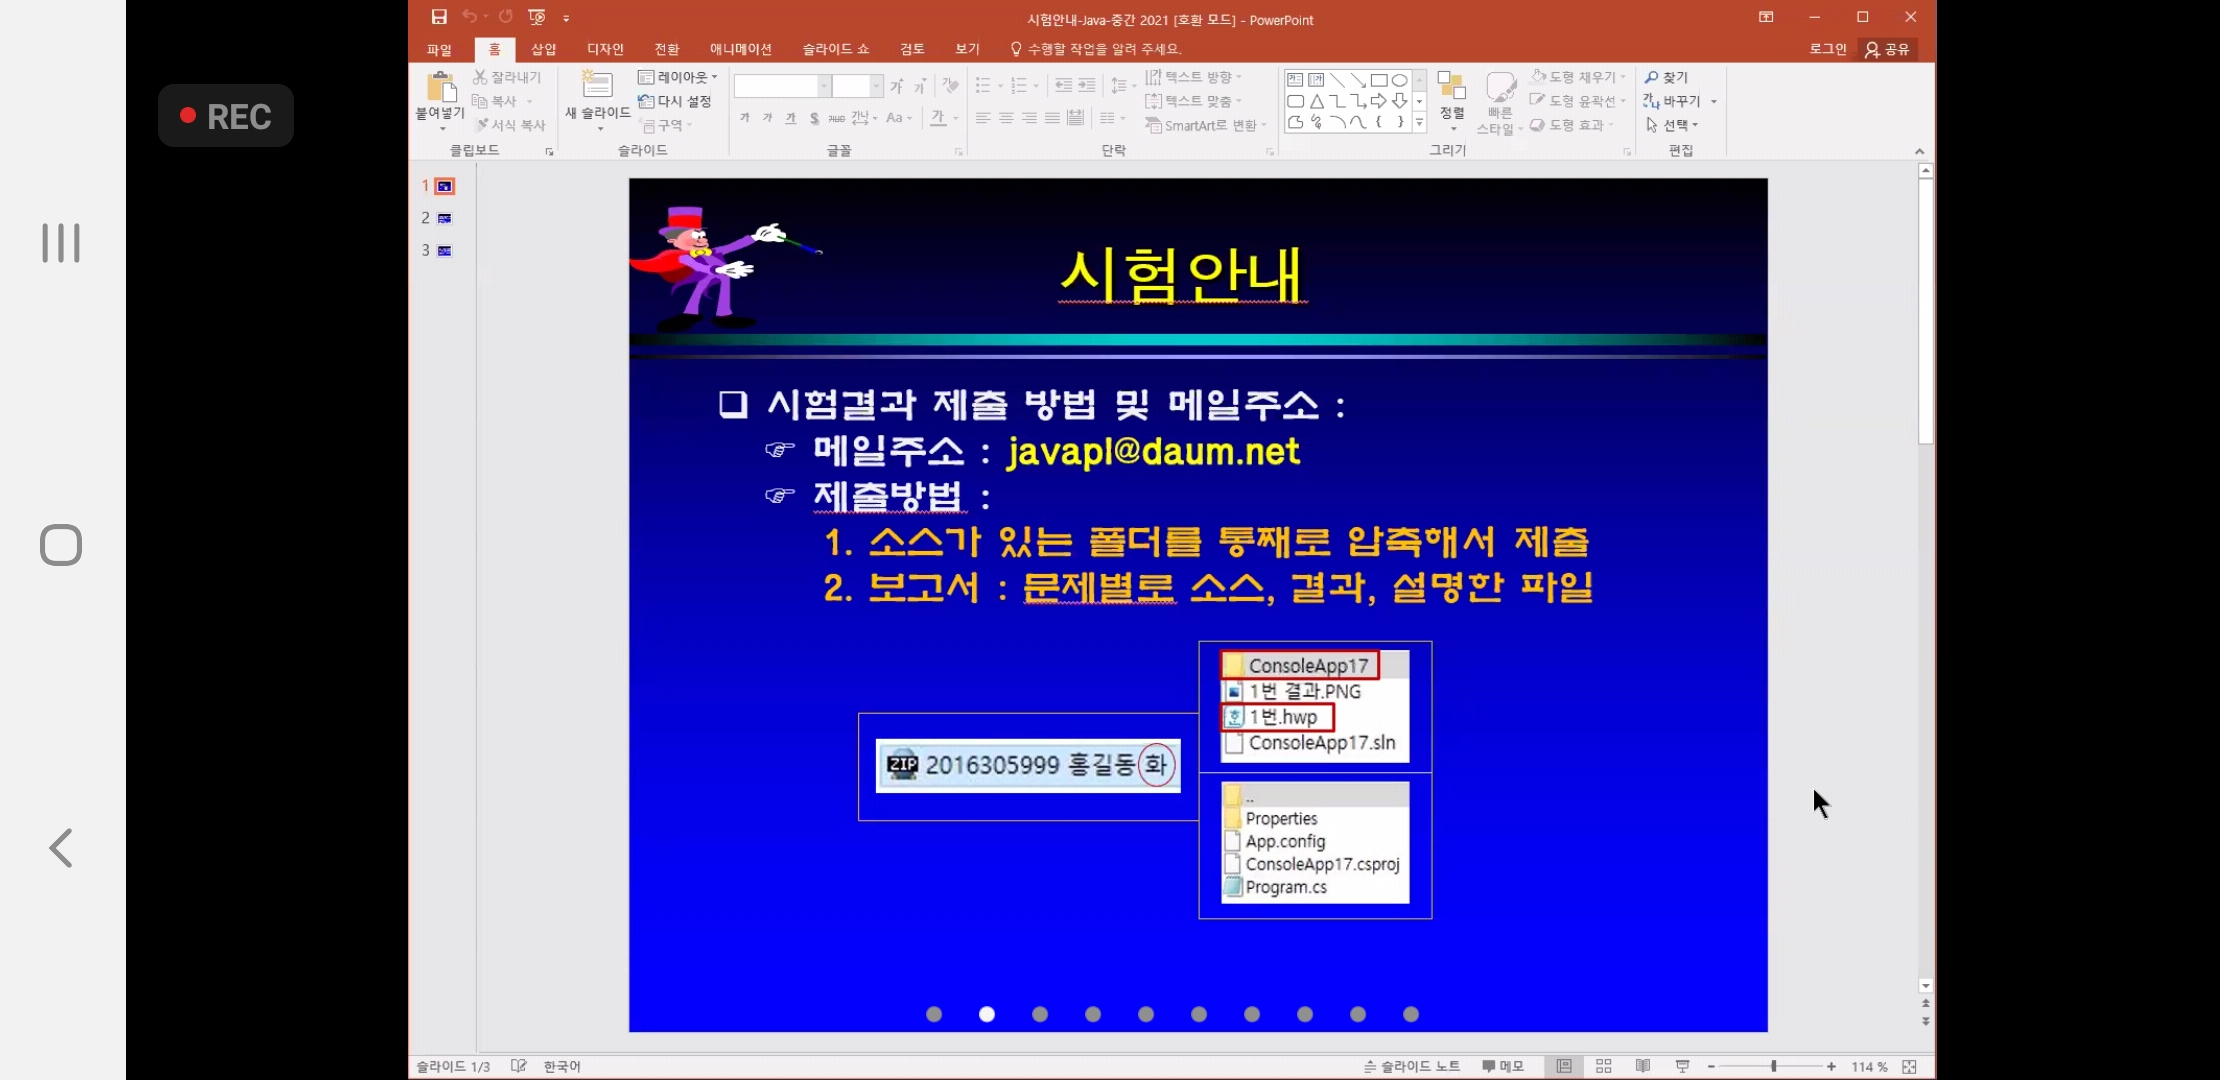 시험안내-Java-중간 2021 [호환 모드] - PowerPoint
REC
파일 홈 삽입 디자인 전환 애니메이션 슬라이드 쇼 검토 보기 수행할 작업을 알려 주세요. 로그인 공유
붙여넣기
잘라내기
복사
서식 복사
클립보드
새 슬라이드
레이아웃
다시 설정
구역
슬라이드
가 가 가 S abc 간나 Aa 가
글꼴
텍스트 방향
텍스트 맞춤
SmartArt로 변환
단락
정렬
빠른
스타일
도형 채우기
도형 윤곽선
도형 효과
그리기
찾기
바꾸기
선택
편집
1
2
3
시험안내
시험결과 제출 방법 및 메일주소 :
메일주소 : javapl@daum.net
제출방법 :
1. 소스가 있는 폴더를 통째로 압축해서 제출
2. 보고서 : 문제별로 소스, 결과, 설명한 파일
ZIP 2016305999 홍길동 화
ConsoleApp17
1번 결과.PNG
1번.hwp
ConsoleApp17.sln
..
Properties
App.config
ConsoleApp17.csproj
Program.cs
슬라이드 1/3 한국어 슬라이드 노트 메모 114 %